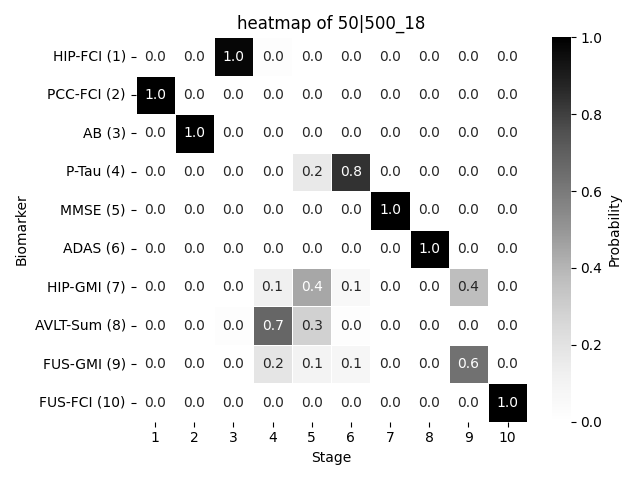 heatmap of 50|500_18
HIP-FCI (1) 0.0 0.0 1.0 0.0 0.0 0.0 0.0 0.0 0.0 0.0
PCC-FCI (2) 1.0 0.0 0.0 0.0 0.0 0.0 0.0 0.0 0.0 0.0
AB (3) 0.0 1.0 0.0 0.0 0.0 0.0 0.0 0.0 0.0 0.0
P-Tau (4) 0.0 0.0 0.0 0.0 0.2 0.8 0.0 0.0 0.0 0.0
MMSE (5) 0.0 0.0 0.0 0.0 0.0 0.0 1.0 0.0 0.0 0.0
ADAS (6) 0.0 0.0 0.0 0.0 0.0 0.0 0.0 1.0 0.0 0.0
HIP-GMI (7) 0.0 0.0 0.0 0.1 0.4 0.1 0.0 0.0 0.4 0.0
AVLT-Sum (8) 0.0 0.0 0.0 0.7 0.3 0.0 0.0 0.0 0.0 0.0
FUS-GMI (9) 0.0 0.0 0.0 0.2 0.1 0.1 0.0 0.0 0.6 0.0
FUS-FCI (10) 0.0 0.0 0.0 0.0 0.0 0.0 0.0 0.0 0.0 1.0
1 2 3 4 5 6 7 8 9 10
Stage
Biomarker
1.0
0.8
0.6
0.4
0.2
0.0
Probability